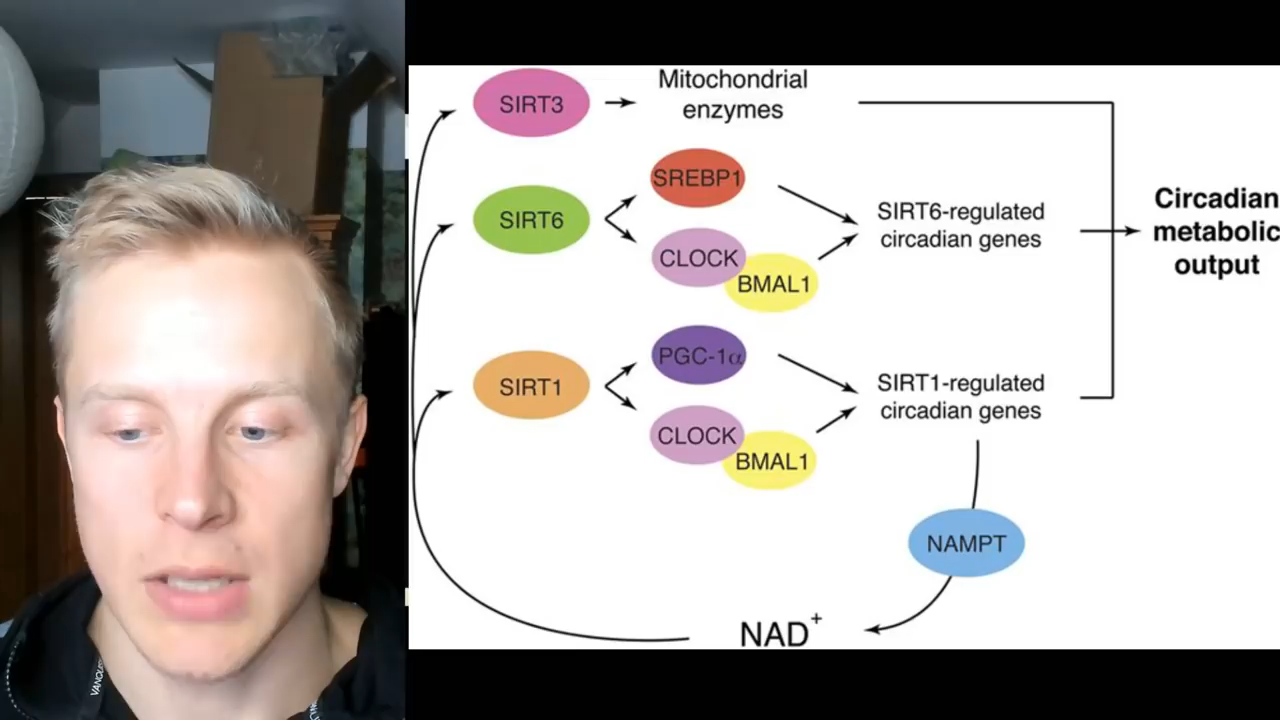 SIRT3
Mitochondrial
enzymes
SREBP1
SIRT6
SIRT6-regulated
circadian genes
CLOCK
BMAL1
Circadian
metabolic
output
PGC-1α
SIRT1
SIRT1-regulated
circadian genes
CLOCK
BMAL1
NAMPT
NAD+